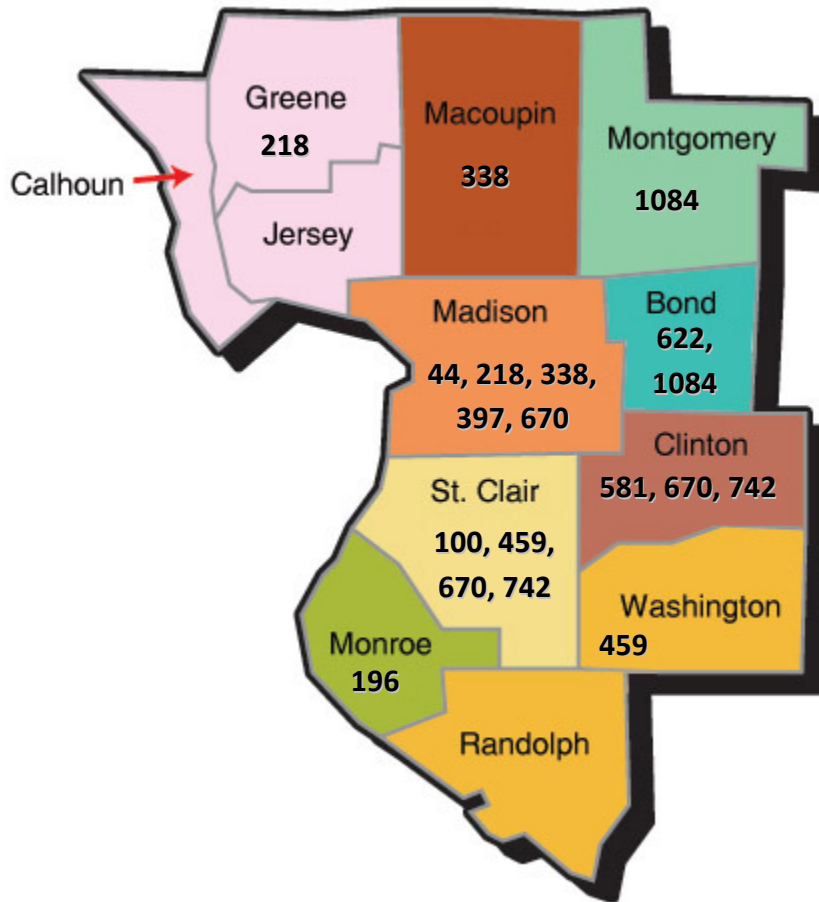 Greene
218
Macoupin
338
Montgomery
1084
Calhoun
Jersey
Madison
44, 218, 338,
397, 670
Bond
622,
1084
Clinton
581, 670, 742
St. Clair
100, 459,
670, 742
Washington
459
Monroe
196
Randolph